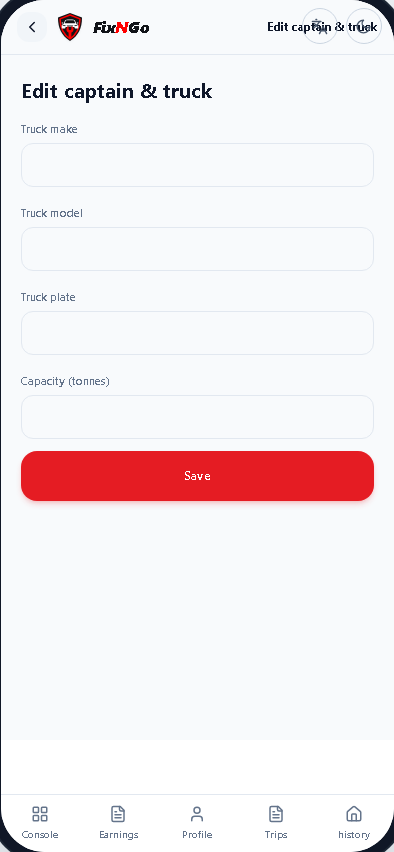 FixNGo
Edit captain & truck
Edit captain & truck
Truck make
Truck model
Truck plate
Capacity (tonnes)
Save
Console
Earnings
Profile
Trips
history